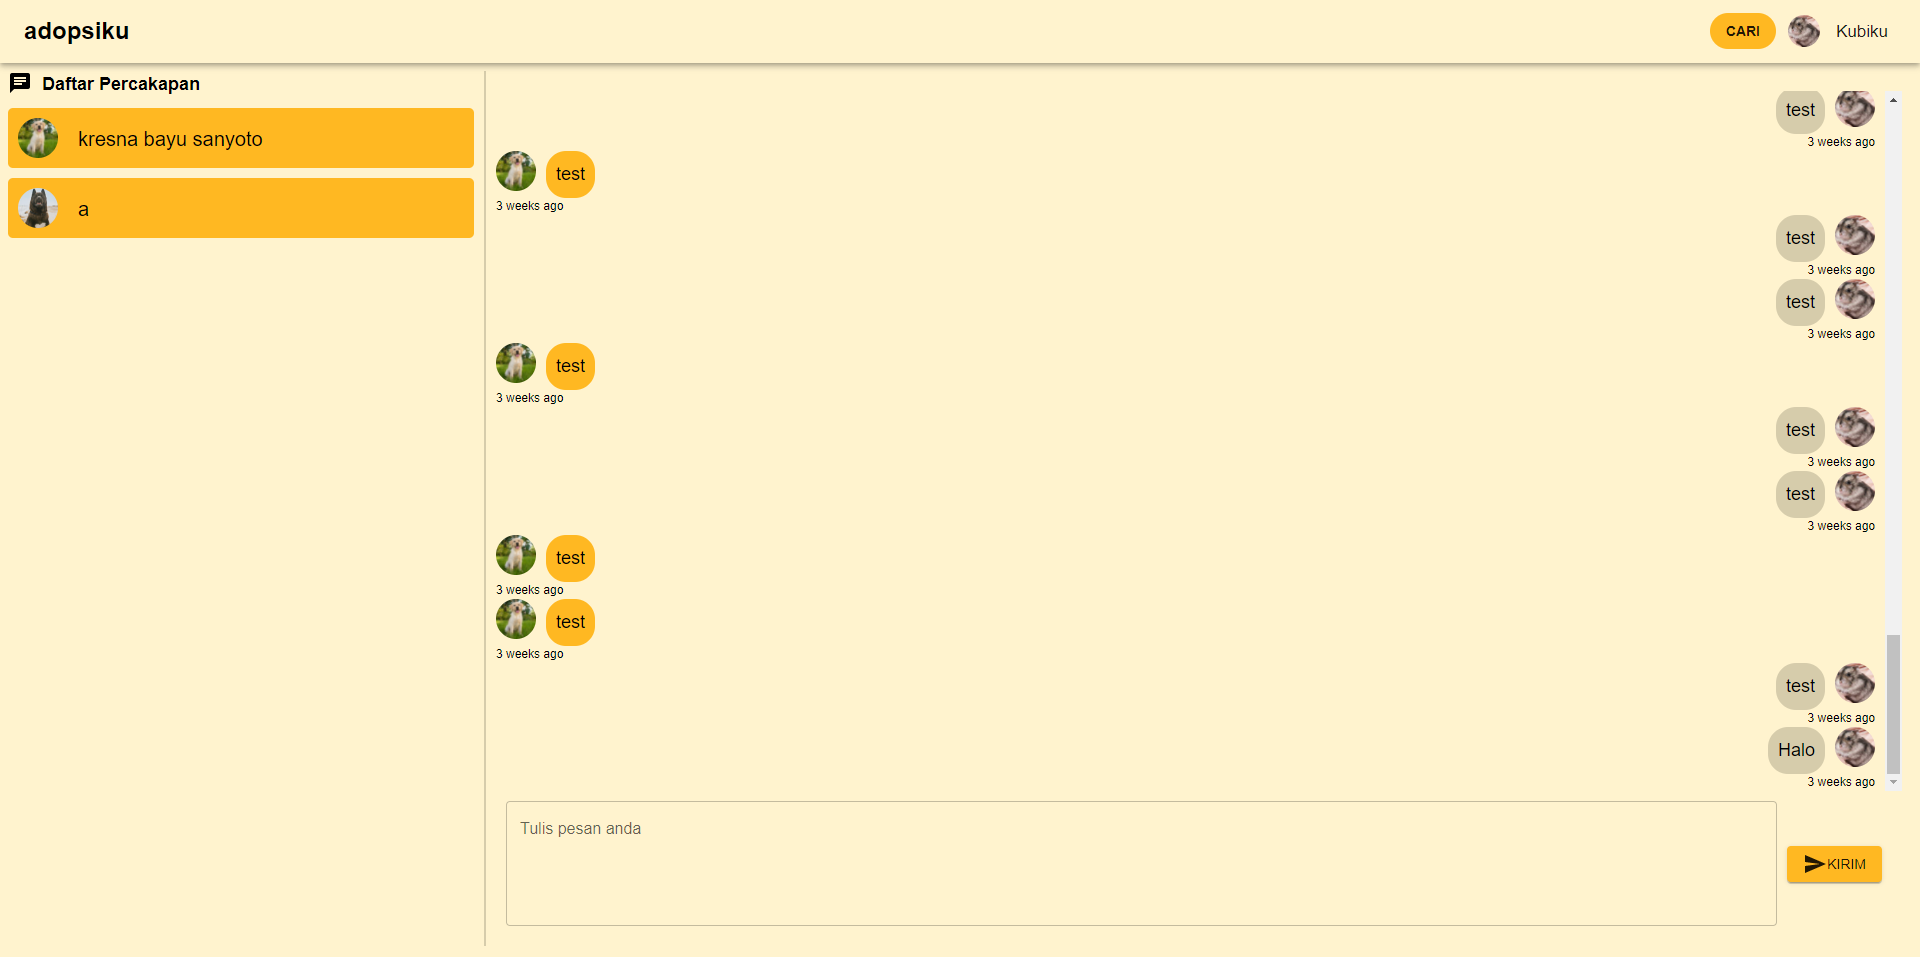 adopsiku
CARI
Kubiku
Daftar Percakapan
kresna bayu sanyoto
a
test
3 weeks ago
test
3 weeks ago
test
3 weeks ago
test
3 weeks ago
test
3 weeks ago
test
3 weeks ago
test
3 weeks ago
test
3 weeks ago
test
3 weeks ago
test
3 weeks ago
Halo
3 weeks ago
Tulis pesan anda
KIRIM